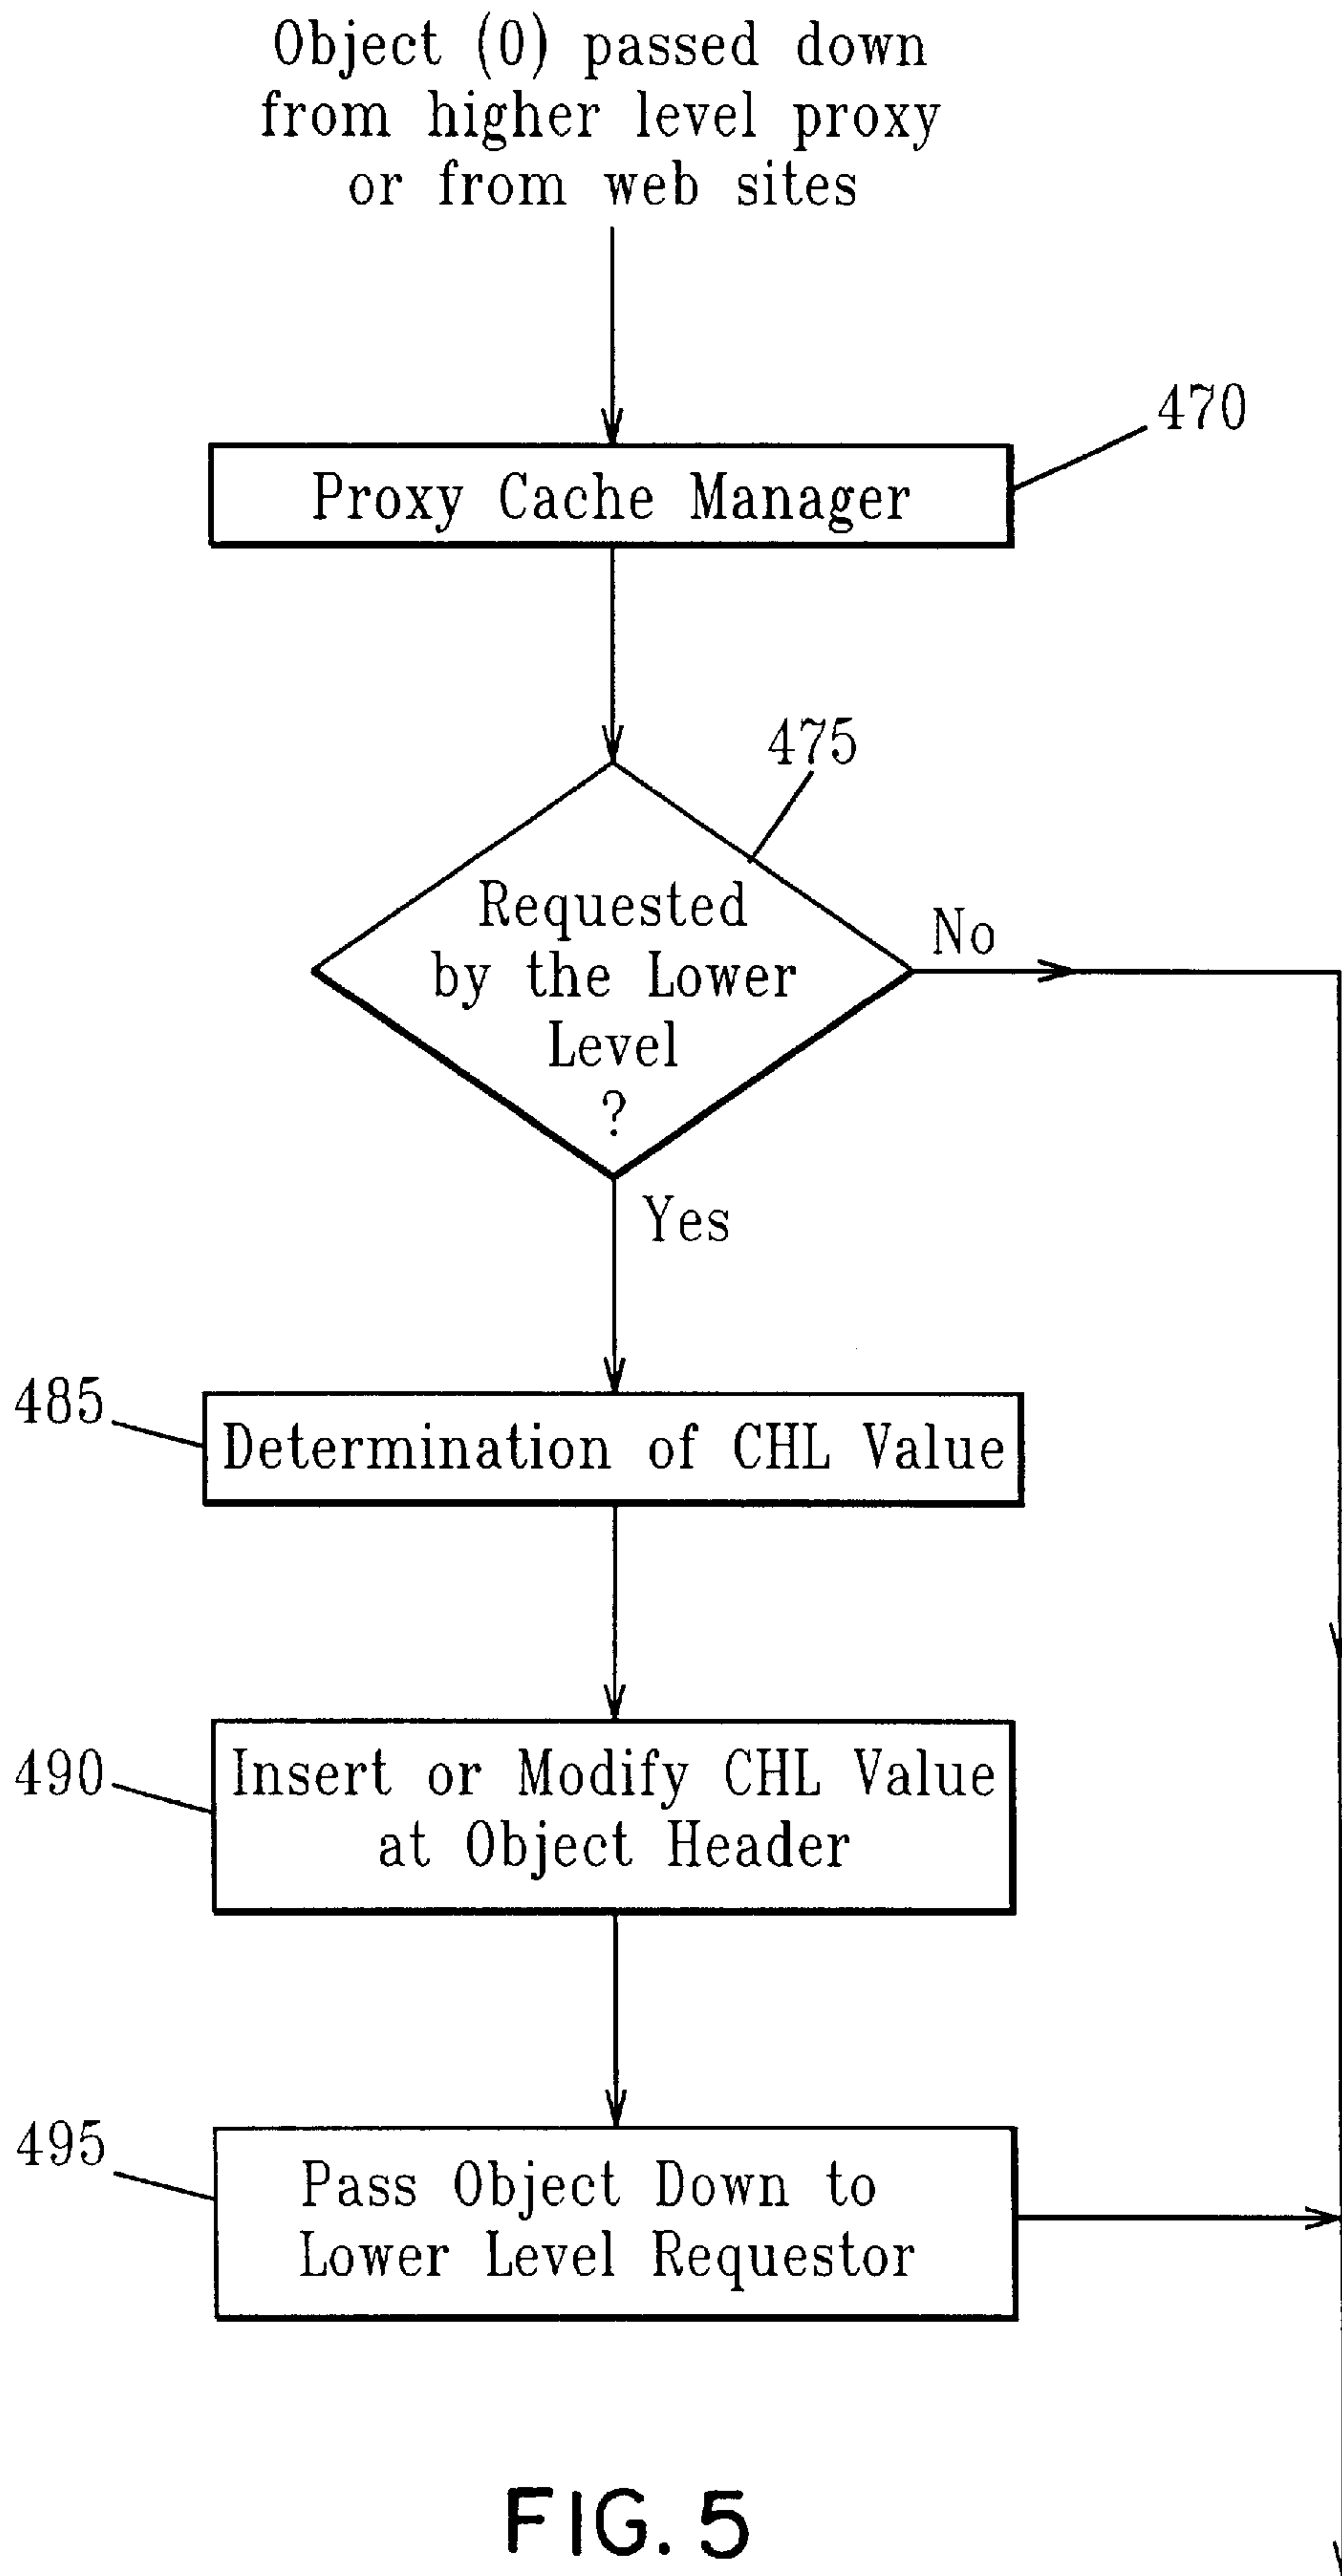 Object (0) passed down
from higher level proxy
or from web sites
470
Proxy Cache Manager
475
Requested
by the Lower
Level
?
No
Yes
485
Determination of CHL Value
490
Insert or Modify CHL Value
at Object Header
495
Pass Object Down to
Lower Level Requestor
FIG. 5